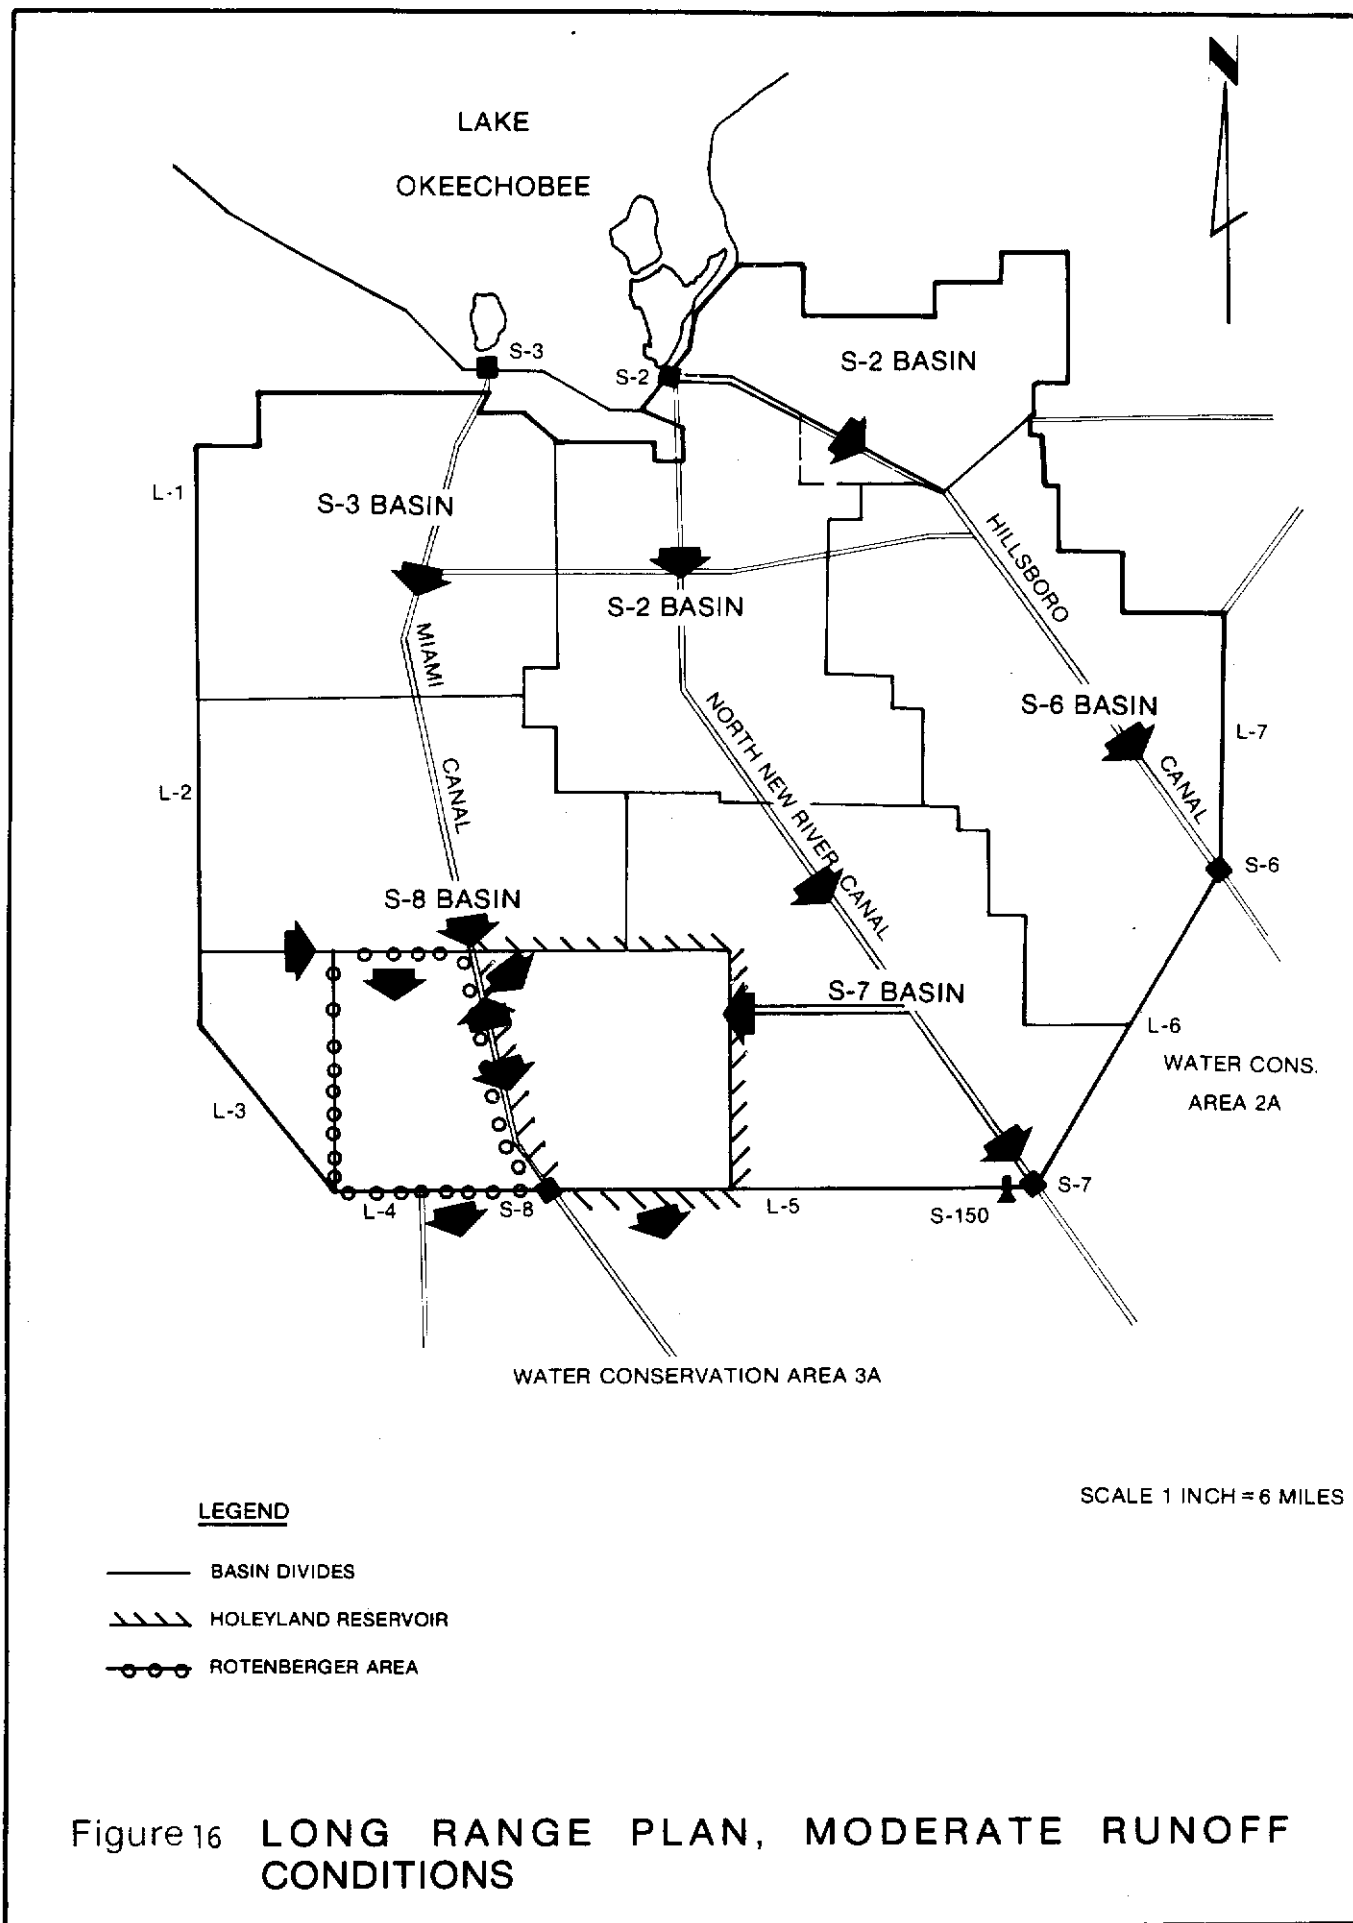 N
LAKE
OKEECHOBEE
S-3
S-2
S-2 BASIN
L-1
S-3 BASIN
HILLSBORO
S-2 BASIN
MIAMI
S-6 BASIN
NORTH NEW RIVER CANAL
L-7
L-2
CANAL
CANAL
S-6
S-8 BASIN
S-7 BASIN
L-6
WATER CONS.
AREA 2A
L-3
S-7
L-4
S-8
L-5
S-150
WATER CONSERVATION AREA 3A
SCALE 1 INCH = 6 MILES
LEGEND
BASIN DIVIDES
HOLEYLAND RESERVOIR
ROTENBERGER AREA
Figure 16 LONG RANGE PLAN, MODERATE RUNOFF
CONDITIONS